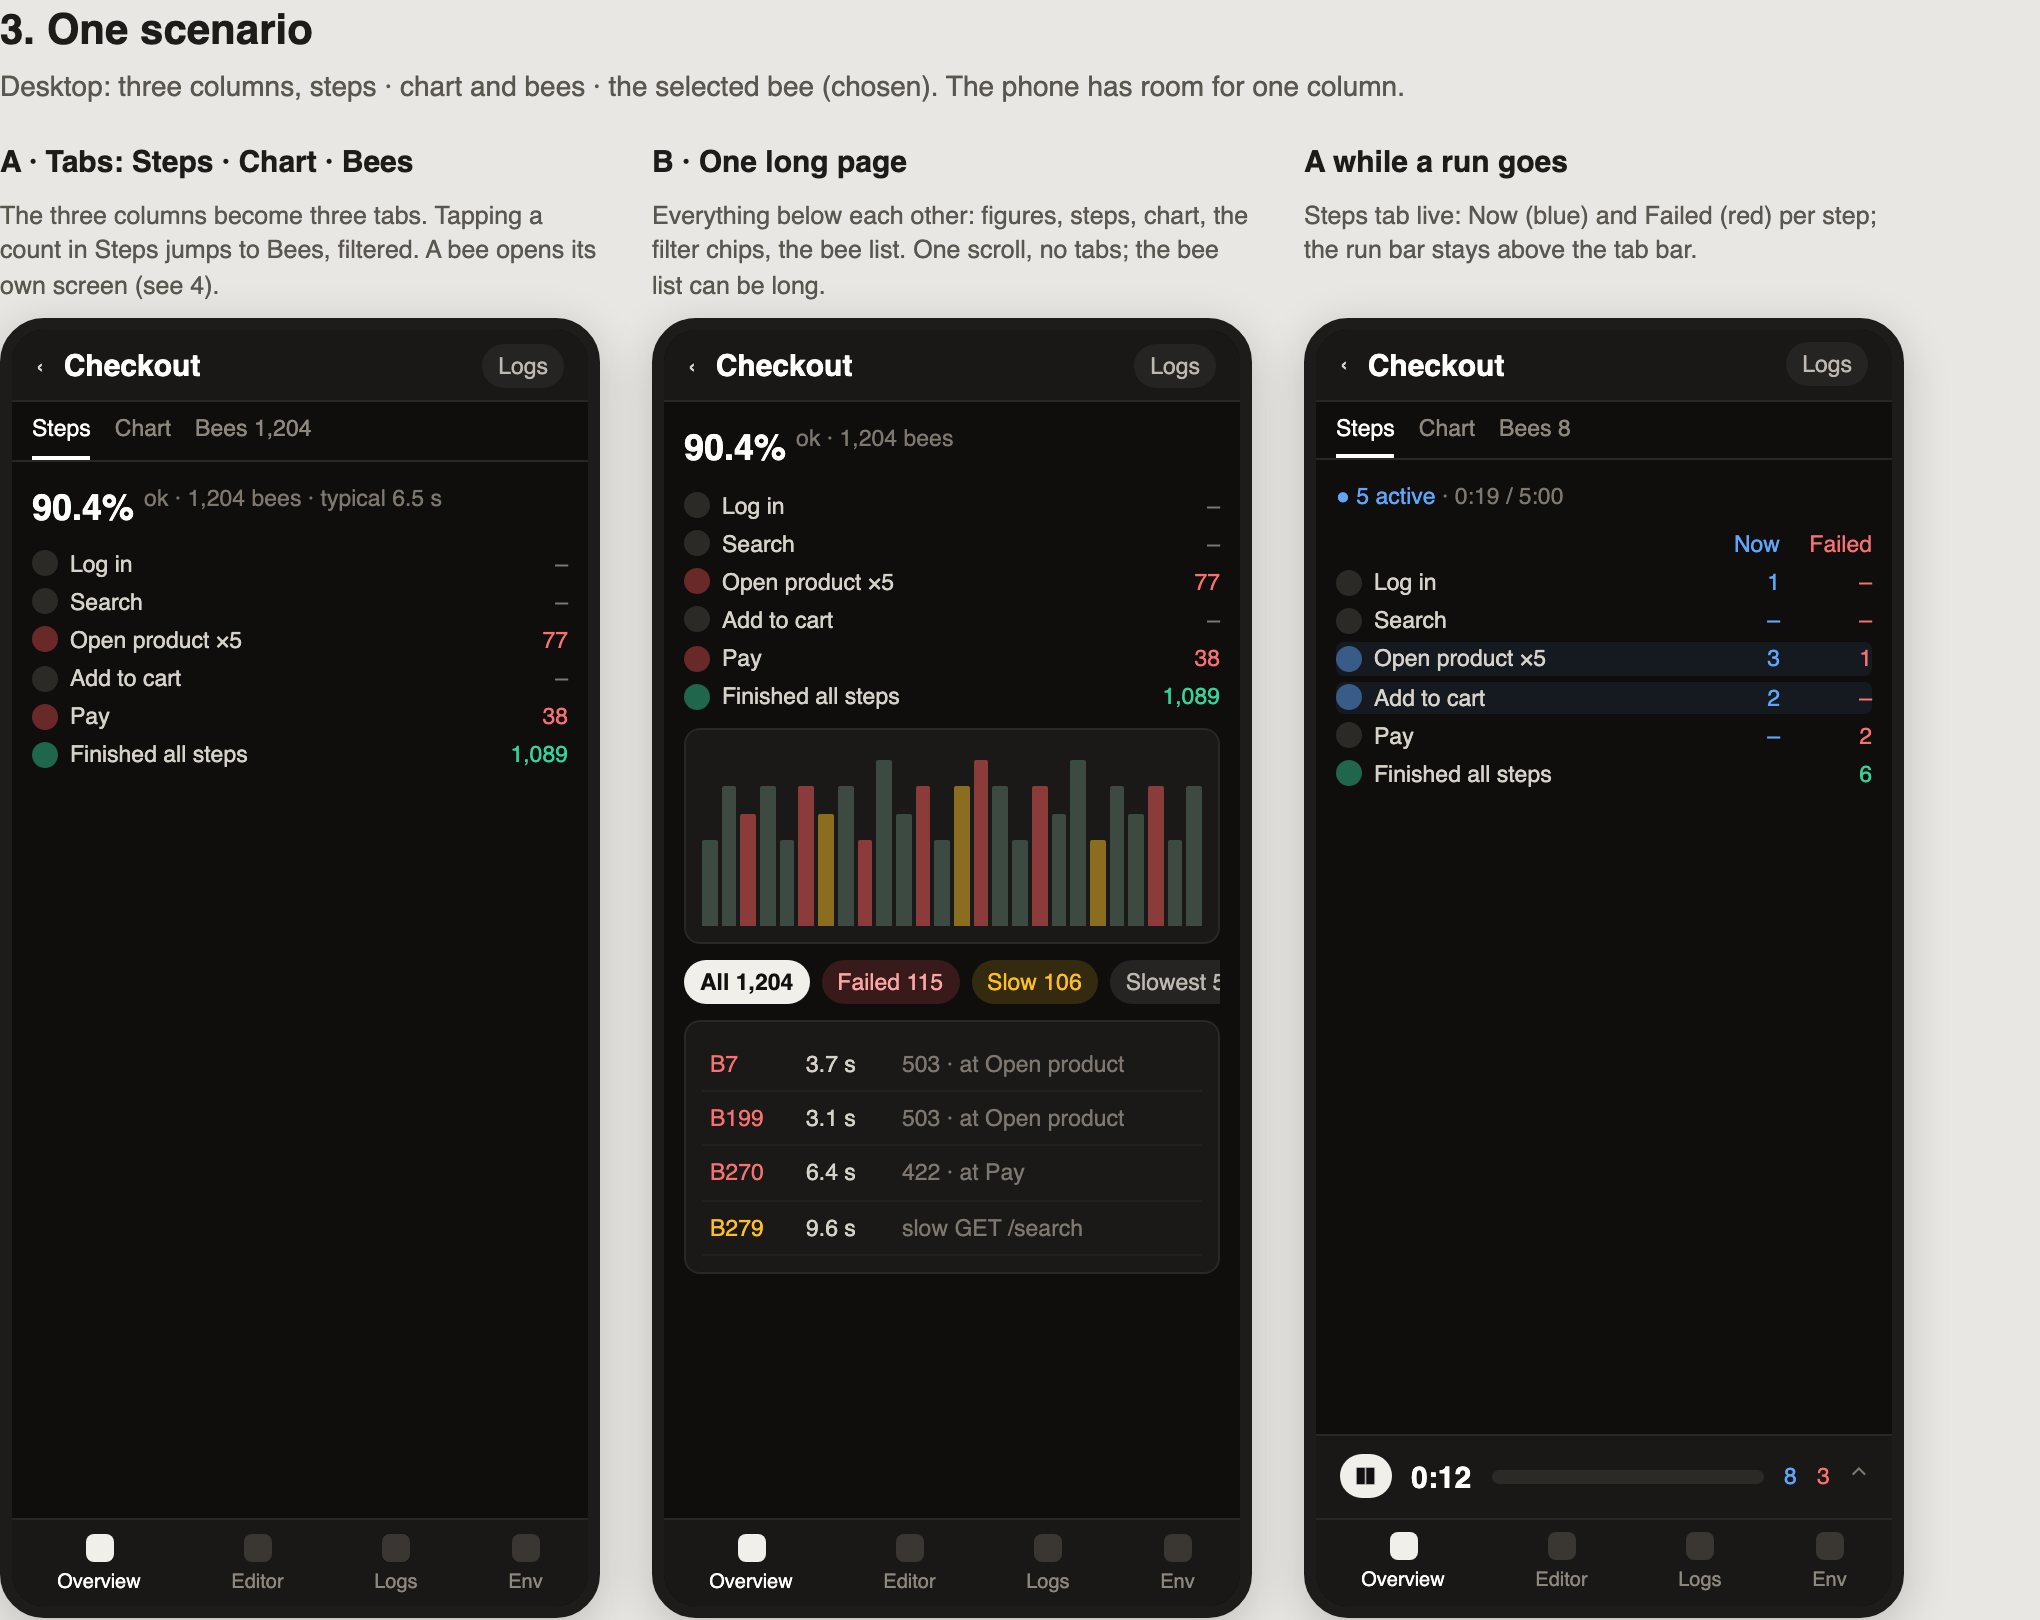 3. One scenario
Desktop: three columns, steps · chart and bees · the selected bee (chosen). The phone has room for one column.
A · Tabs: Steps · Chart · Bees
The three columns become three tabs. Tapping a
count in Steps jumps to Bees, filtered. A bee opens its
own screen (see 4).
‹ Checkout Logs
Steps Chart Bees 1,204
90.4% ok · 1,204 bees · typical 6.5 s
Log in –
Search –
Open product ×5 77
Add to cart –
Pay 38
Finished all steps 1,089
Overview Editor Logs Env
B · One long page
Everything below each other: figures, steps, chart, the
filter chips, the bee list. One scroll, no tabs; the bee
list can be long.
‹ Checkout Logs
90.4% ok · 1,204 bees
Log in –
Search –
Open product ×5 77
Add to cart –
Pay 38
Finished all steps 1,089
All 1,204 Failed 115 Slow 106 Slowest 5
B7 3.7 s 503 · at Open product
B199 3.1 s 503 · at Open product
B270 6.4 s 422 · at Pay
B279 9.6 s slow GET /search
Overview Editor Logs Env
A while a run goes
Steps tab live: Now (blue) and Failed (red) per step;
the run bar stays above the tab bar.
‹ Checkout Logs
Steps Chart Bees 8
● 5 active · 0:19 / 5:00
Now Failed
Log in 1 –
Search – –
Open product ×5 3 1
Add to cart 2 –
Pay – 2
Finished all steps 6
0:12 8 3
Overview Editor Logs Env